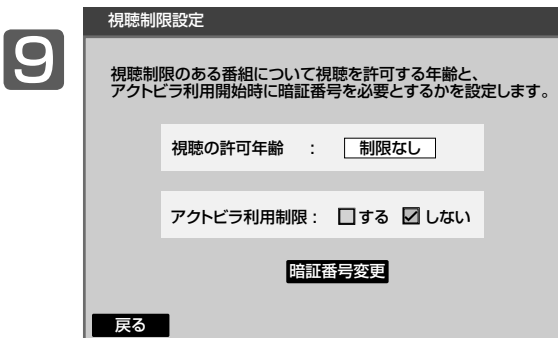 9
視聴制限設定
視聴制限のある番組について視聴を許可する年齢と、
アクトビラ利用開始時に暗証番号を必要とするかを設定します。
視聴の許可年齢 : 制限なし
アクトビラ利用制限 : する しない
暗証番号変更
戻る